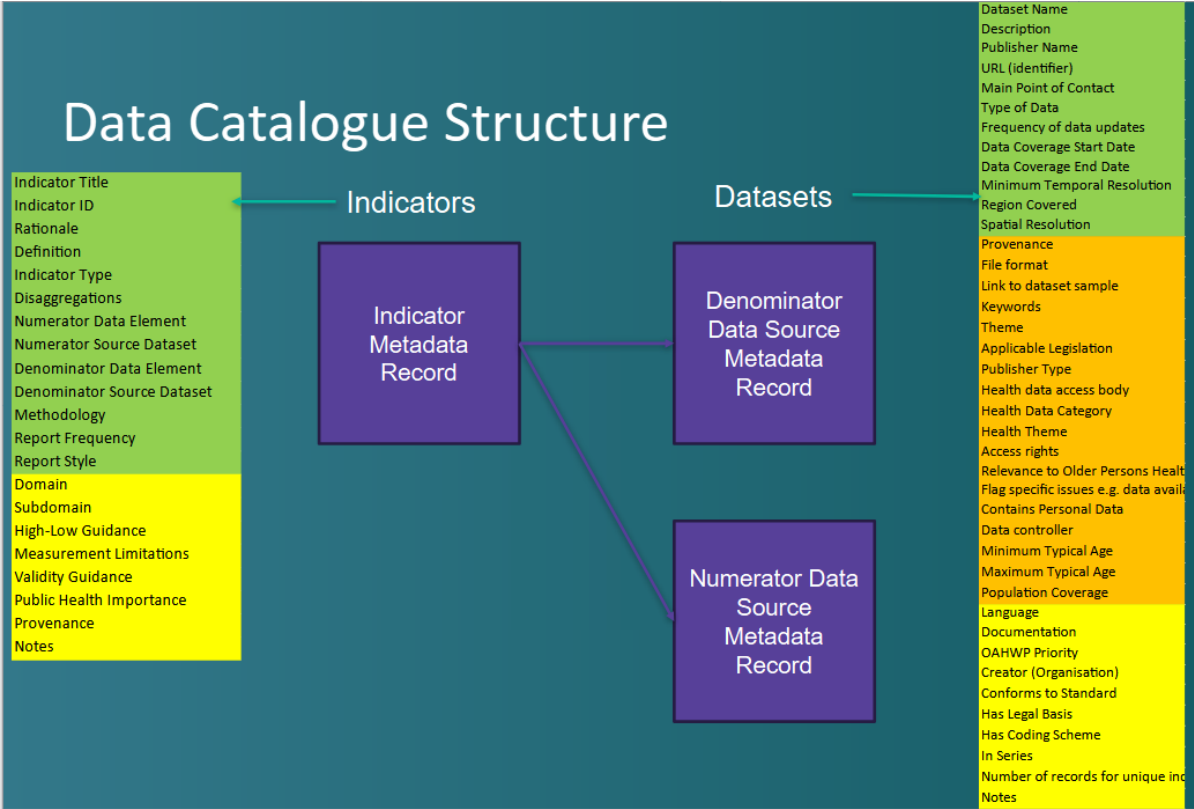 Data Catalogue Structure
Indicator Title
Indicator ID
Rationale
Definition
Indicator Type
Disaggregations
Numerator Data Element
Numerator Source Dataset
Denominator Data Element
Denominator Source Dataset
Methodology
Report Frequency
Report Style
Domain
Subdomain
High-Low Guidance
Measurement Limitations
Validity Guidance
Public Health Importance
Provenance
Notes
Indicators
Indicator
Metadata
Record
Datasets
Denominator
Data Source
Metadata
Record
Numerator Data
Source
Metadata
Record
Dataset Name
Description
Publisher Name
URL (identifier)
Main Point of Contact
Type of Data
Frequency of data updates
Data Coverage Start Date
Data Coverage End Date
Minimum Temporal Resolution
Region Covered
Spatial Resolution
Provenance
File format
Link to dataset sample
Keywords
Theme
Applicable Legislation
Publisher Type
Health data access body
Health Data Category
Health Theme
Access rights
Relevance to Older Persons Healt
Flag specific issues e.g. data availa
Contains Personal Data
Data controller
Minimum Typical Age
Maximum Typical Age
Population Coverage
Language
Documentation
OAHWP Priority
Creator (Organisation)
Conforms to Standard
Has Legal Basis
Has Coding Scheme
In Series
Number of records for unique ind
Notes